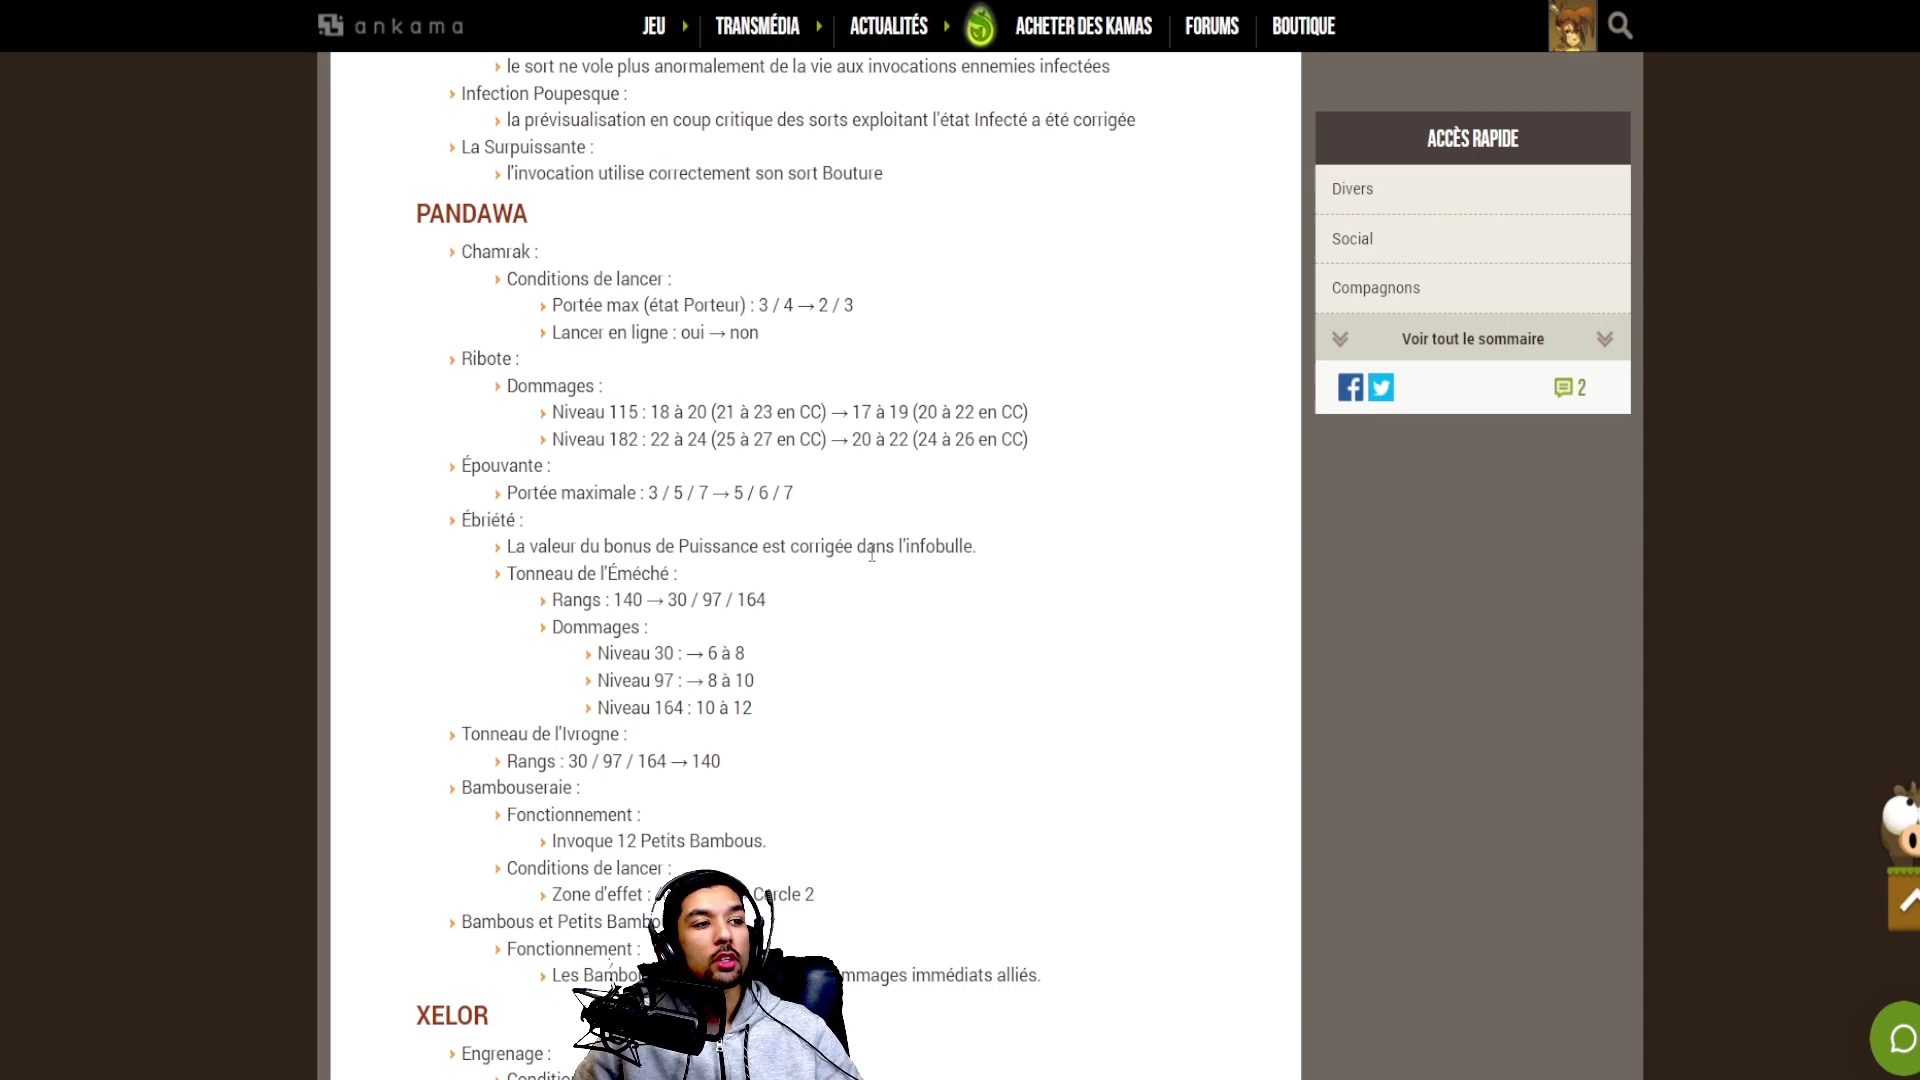 ankama
JEU
TRANSMÉDIA
ACTUALITÉS
ACHETER DES KAMAS
FORUMS
BOUTIQUE
le sort ne vole plus anormalement de la vie aux invocations ennemies infectées
Infection Poupesque :
la prévisualisation en coup critique des sorts exploitant l'état Infecté a été corrigée
La Surpuissante :
l'invocation utilise correctement son sort Bouture
PANDAWA
Chamrak :
Conditions de lancer :
Portée max (état Porteur) : 3 / 4 → 2 / 3
Lancer en ligne : oui → non
Ribote :
Dommages :
Niveau 115 : 18 à 20 (21 à 23 en CC) → 17 à 19 (20 à 22 en CC)
Niveau 182 : 22 à 24 (25 à 27 en CC) → 20 à 22 (24 à 26 en CC)
Épouvante :
Portée maximale : 3 / 5 / 7 → 5 / 6 / 7
Ébriété :
La valeur du bonus de Puissance est corrigée dans l'infobulle.
Tonneau de l'Éméché :
Rangs : 140 → 30 / 97 / 164
Dommages :
Niveau 30 : → 6 à 8
Niveau 97 : → 8 à 10
Niveau 164 : 10 à 12
Tonneau de l'Ivrogne :
Rangs : 30 / 97 / 164 → 140
Bambouseraie :
Fonctionnement :
Invoque 12 Petits Bambous.
Conditions de lancer :
Zone d'effet : Cercle 2
Bambous et Petits
Fonctionnement :
Les immédiats alliés.
XELOR
Engrenage :
ACCÈS RAPIDE
Divers
Social
Compagnons
Voir tout le sommaire
2